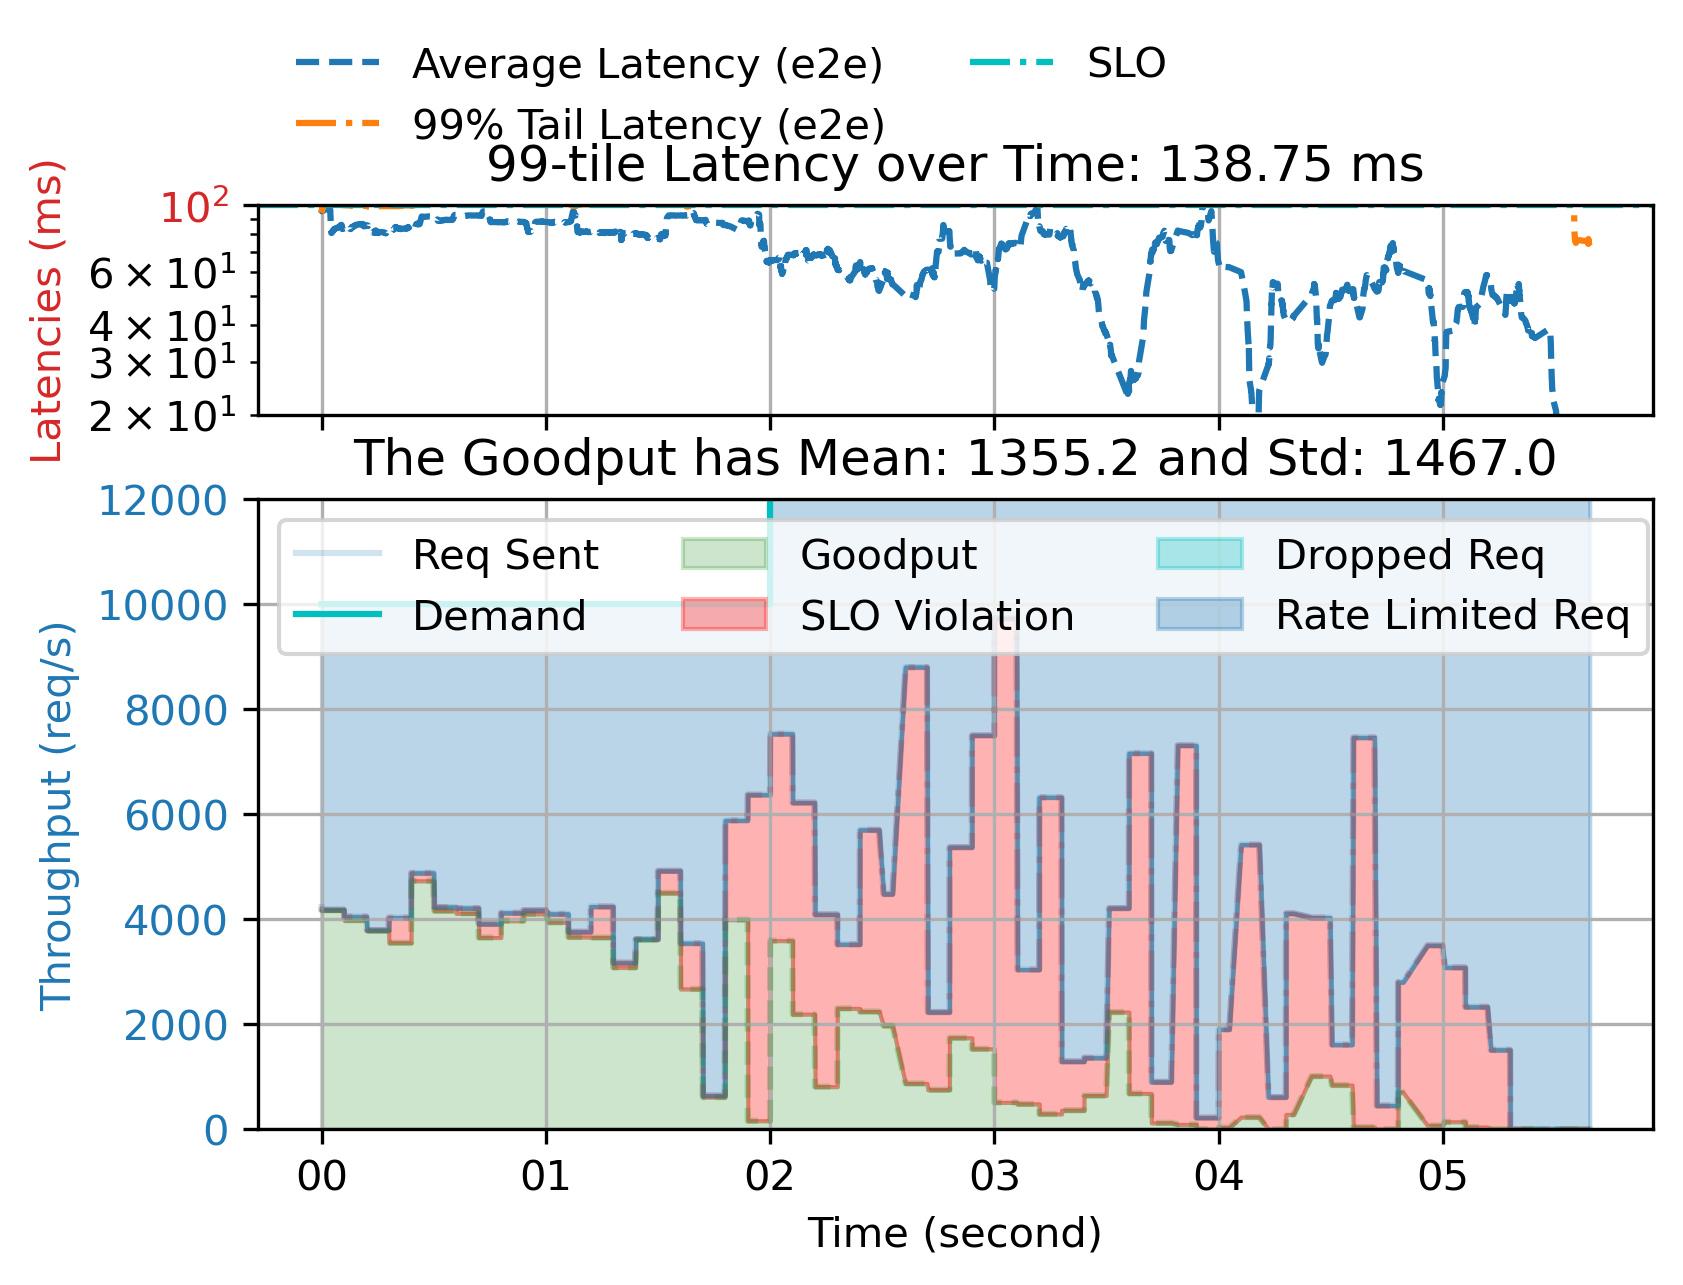 Average Latency (e2e) SLO
99% Tail Latency (e2e)
99-tile Latency over Time: 138.75 ms
Latencies (ms)
10²
6 × 10¹
4 × 10¹
3 × 10¹
2 × 10¹
The Goodput has Mean: 1355.2 and Std: 1467.0
Throughput (req/s)
12000
10000
8000
6000
4000
2000
0
Req Sent Goodput Dropped Req
Demand SLO Violation Rate Limited Req
00 01 02 03 04 05
Time (second)